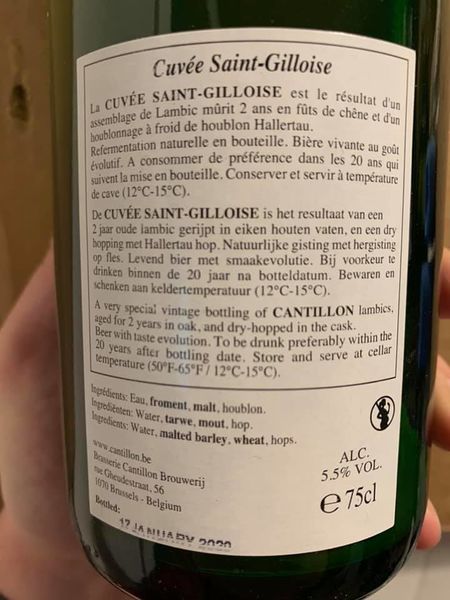 Cuvée Saint-Gilloise
La CUVÉE SAINT-GILLOISE est le résultat d'un
assemblage de Lambic mûrit 2 ans en fûts de chêne et d'un
houblonnage à froid de houblon Hallertau.
Refermentation naturelle en bouteille. Bière vivante au goût
évolutif. A consommer de préférence dans les 20 ans qui
suivent la mise en bouteille. Conserver et servir à température
de cave (12°C-15°C).
De CUVÉE SAINT-GILLOISE is het resultaat van een
2 jaar oude lambic gerijpt in eiken houten vaten, en een dry
hopping met Hallertau hop. Natuurlijke gisting met hergisting
op fles. Levend bier met smaakevolutie. Bij voorkeur te
drinken binnen de 20 jaar na botteldatum. Bewaren en
schenken aan keldertemperatuur (12°C-15°C).
A very special vintage bottling of CANTILLON lambics,
aged for 2 years in oak, and dry-hopped in the cask.
Beer with taste evolution. To be drunk preferably within the
20 years after bottling date. Store and serve at cellar
temperature (50°F-65°F / 12°C-15°C).
Ingrédients: Eau, froment, malt, houblon.
Ingrediënten: Water, tarwe, mout, hop.
Ingredients: Water, malted barley, wheat, hops.
www.cantillon.be
Brasserie Cantillon Brouwerij
rue Gheudestraat, 56
1070 Brussels - Belgium
Bottled:
17 JANUARY 2020
ALC.
5.5% VOL.
℮ 75cl